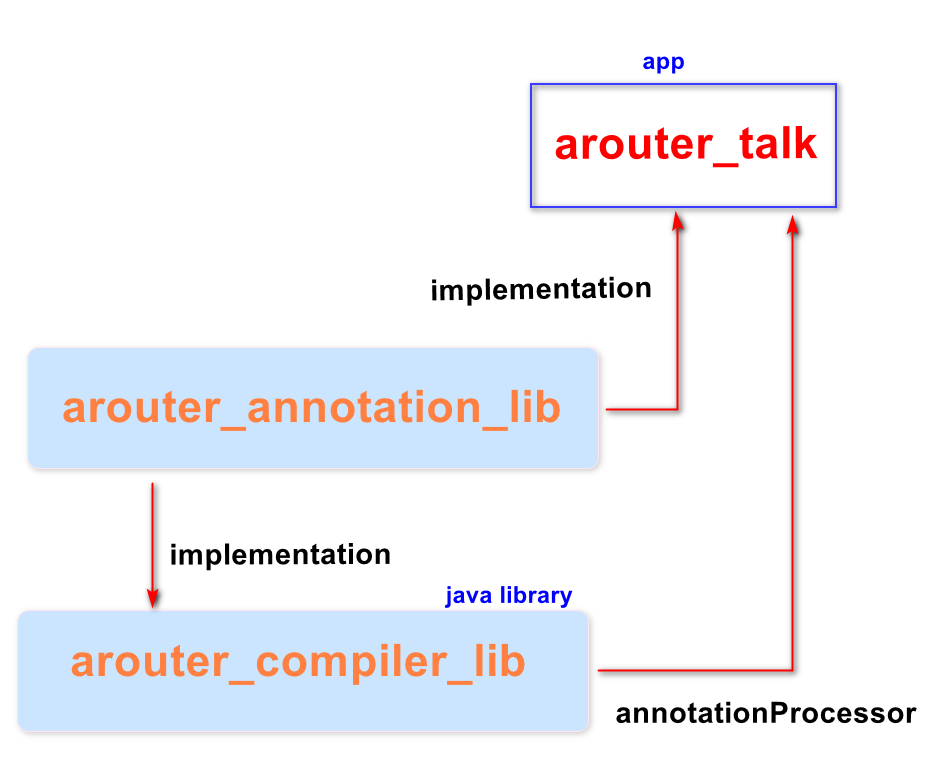 app
arouter_talk
implementation
arouter_annotation_lib
implementation
java library
arouter_compiler_lib
annotationProcessor